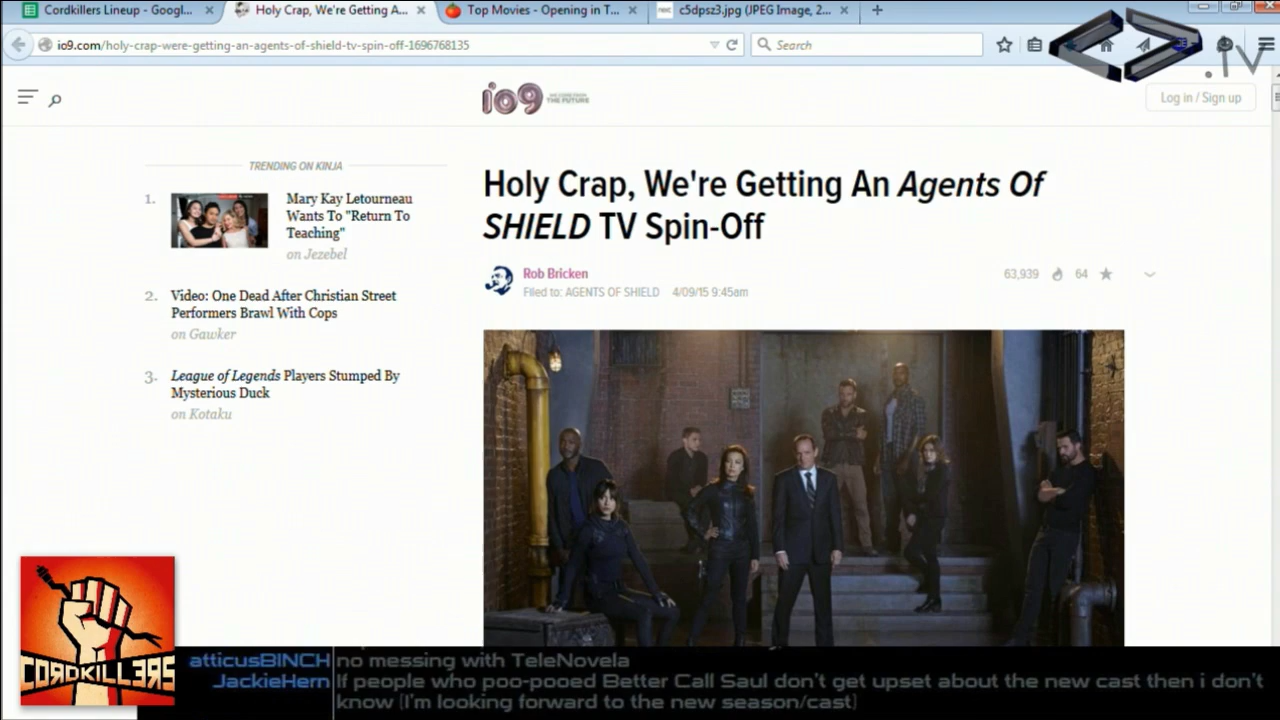 Cordkillers Lineup - Googl...
Holy Crap, We're Getting A...
Top Movies - Opening in T...
c5dpsz3.jpg (JPEG Image, 2...
io9.com/holy-crap-were-getting-an-agents-of-shield-tv-spin-off-1696768135
Search
.tv
io9
WE COME FROM
THE FUTURE
Log in / Sign up
TRENDING ON KINJA
1.
Mary Kay Letourneau
Wants To "Return To
Teaching"
on Jezebel
2.
Video: One Dead After Christian Street
Performers Brawl With Cops
on Gawker
3.
League of Legends Players Stumped By
Mysterious Duck
on Kotaku
Holy Crap, We're Getting An Agents Of
SHIELD TV Spin-Off
Rob Bricken
63,939
64
Filed to: AGENTS OF SHIELD
4/09/15 9:45am
CORDKILL3RS
atticusBINCH
no messing with TeleNovela
JackieHern
If people who poo-pooed Better Call Saul don't get upset about the new cast then i don't
know (I'm looking forward to the new season/cast)